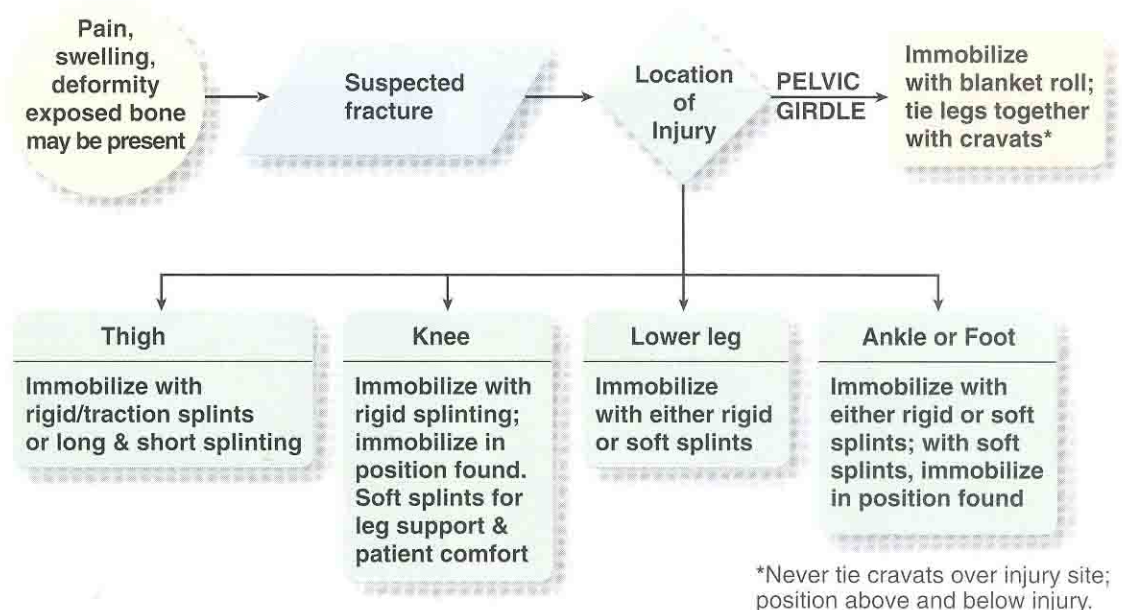 Pain,
swelling,
deformity
exposed bone
may be present
Suspected
fracture
Location
of
Injury
PELVIC
GIRDLE
Immobilize
with blanket roll;
tie legs together
with cravats*
Thigh
Immobilize with
rigid/traction splints
or long & short splinting
Knee
Immobilize with
rigid splinting;
immobilize in
position found.
Soft splints for
leg support &
patient comfort
Lower leg
Immobilize
with either rigid
or soft splints
Ankle or Foot
Immobilize with
either rigid or soft
splints; with soft
splints, immobilize
in position found
*Never tie cravats over injury site;
position above and below injury.